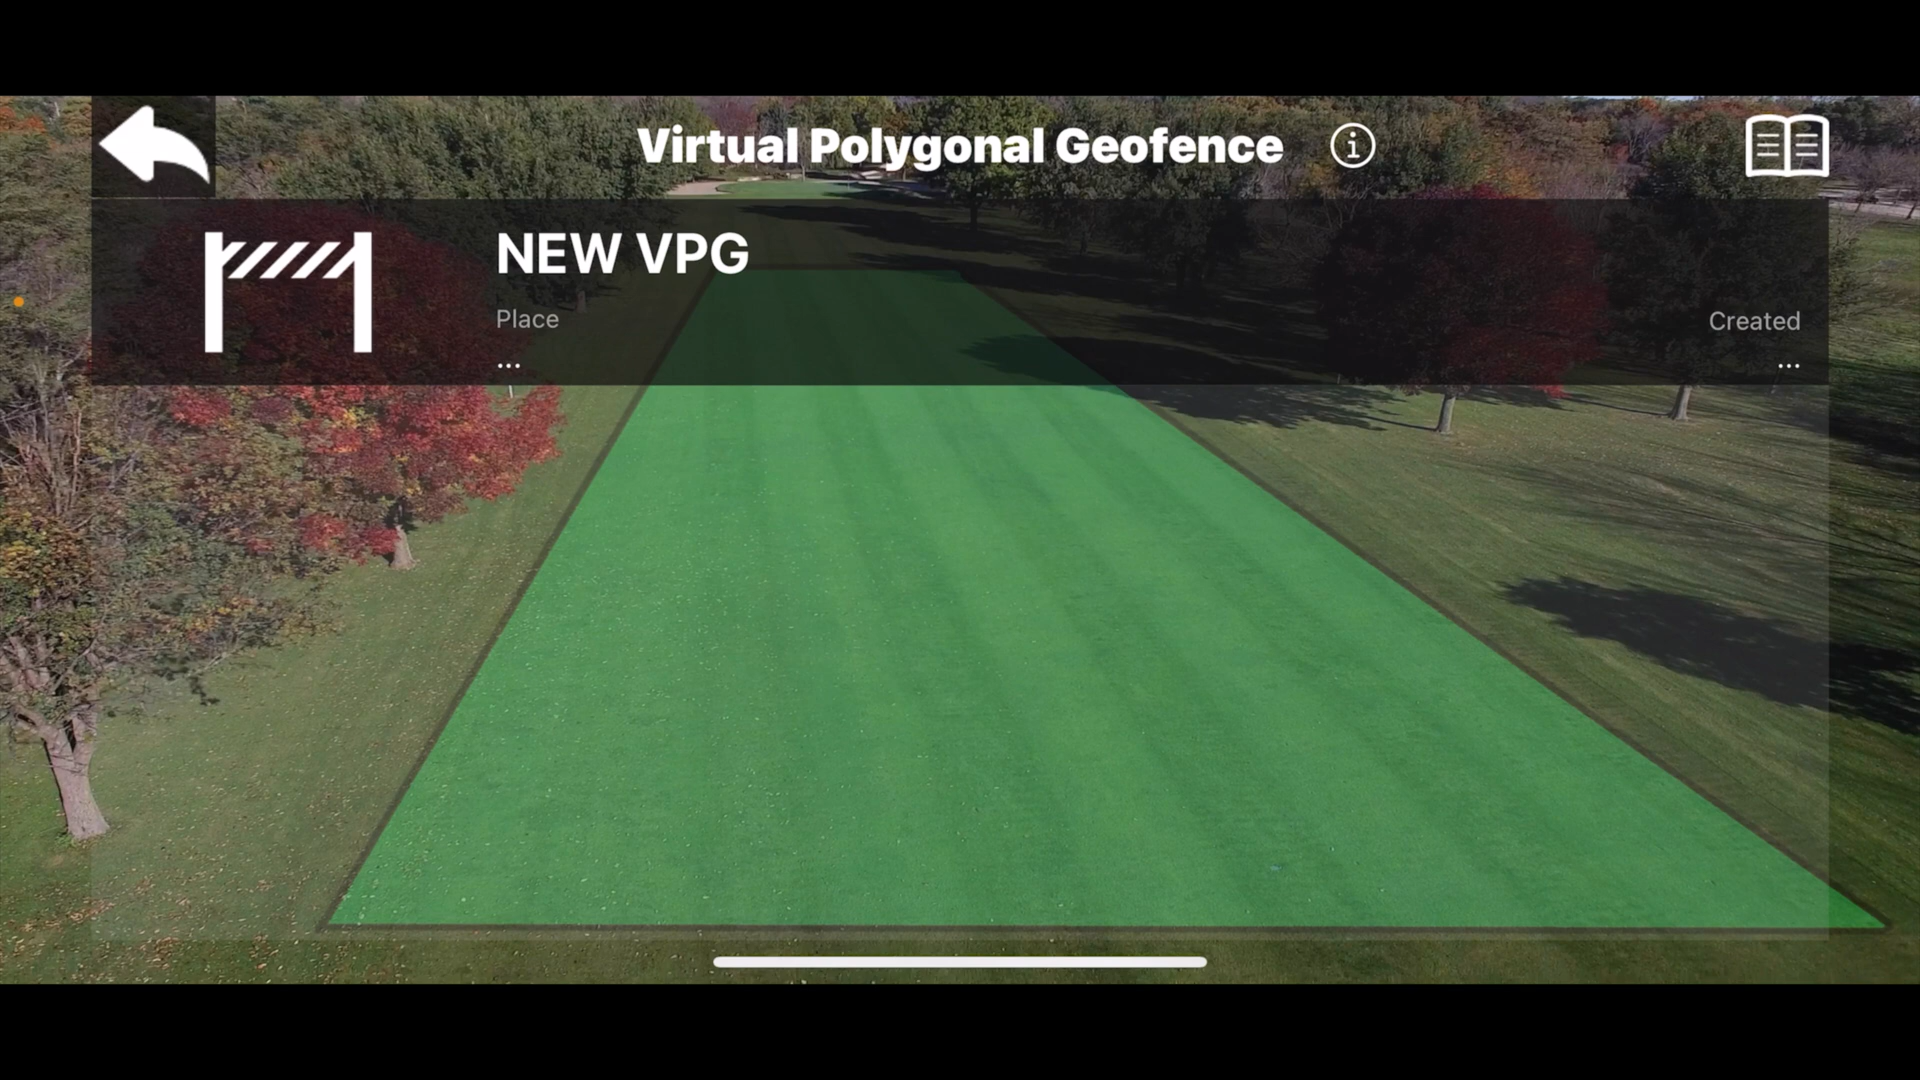 Virtual Polygonal Geofence
NEW VPG
Place
Created
...
...